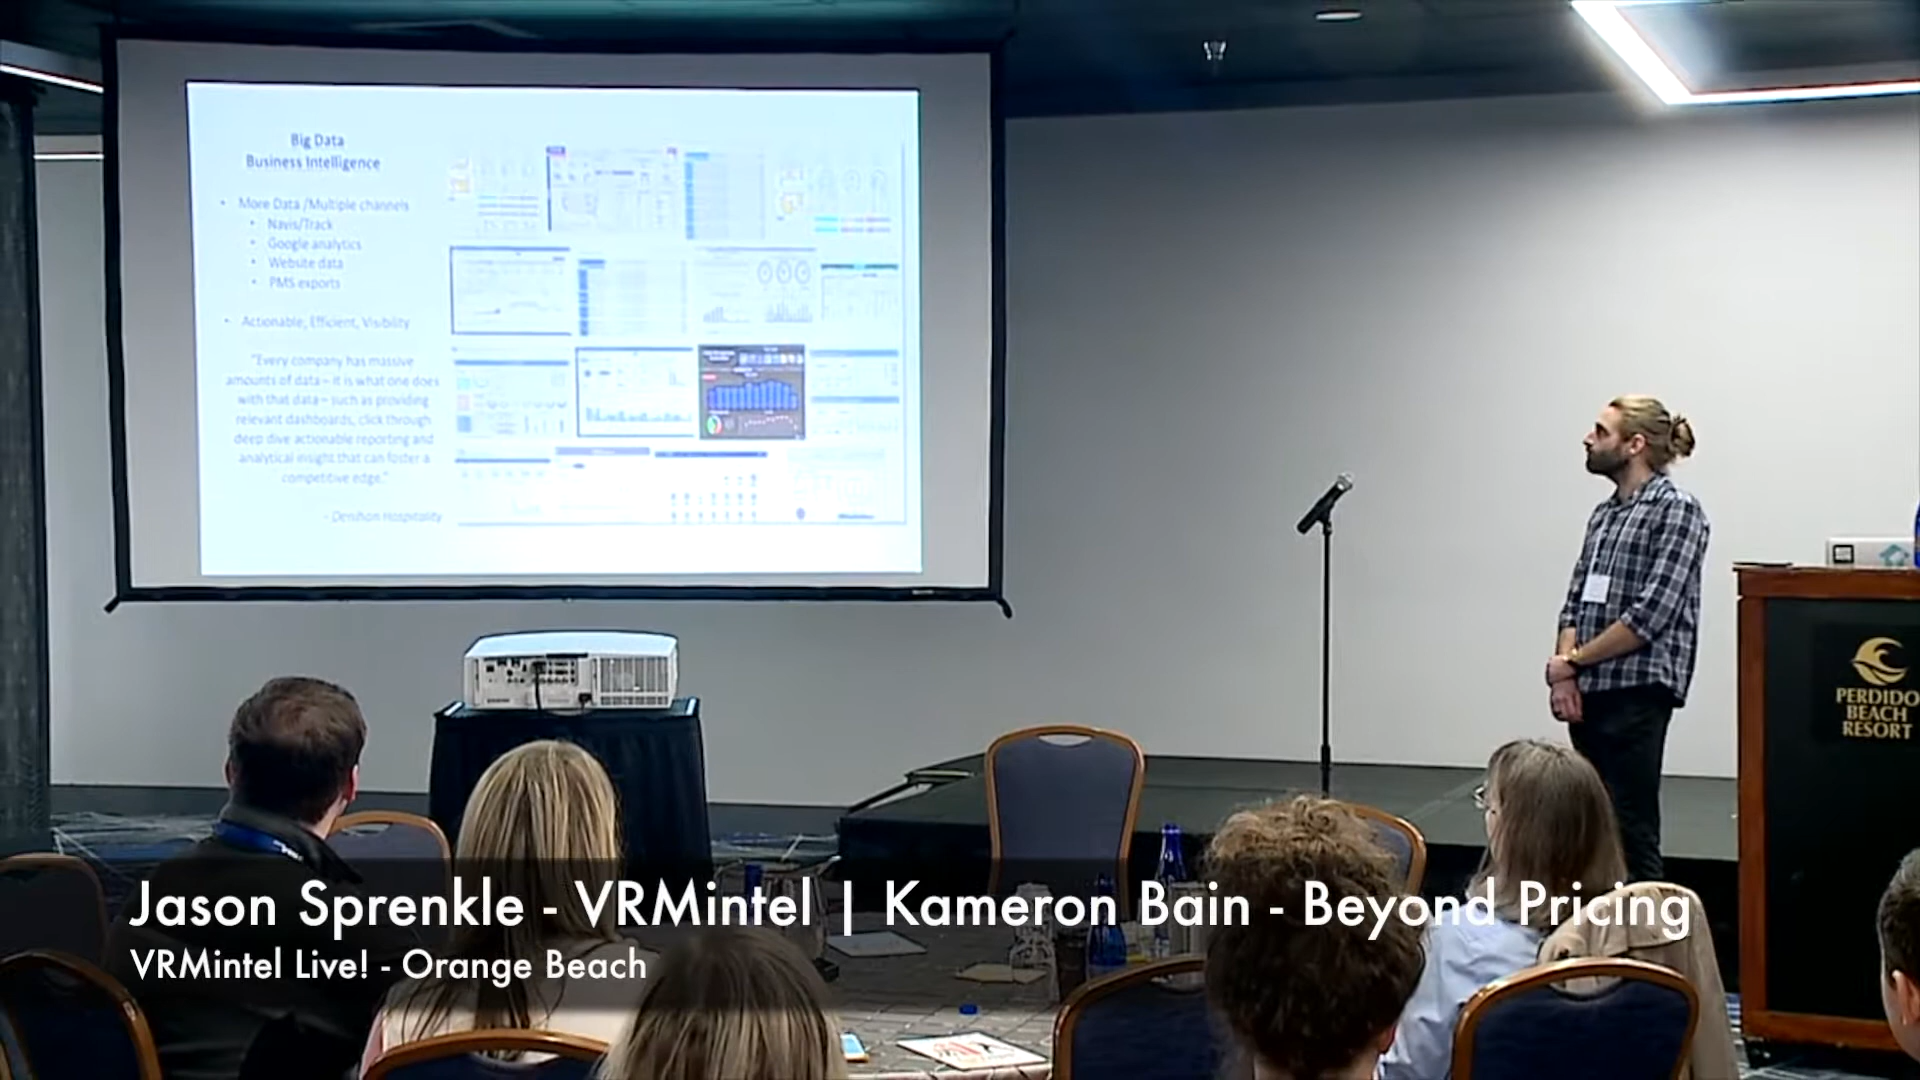 Big Data
Business Intelligence
• More Data /Multiple channels
• Navis/Track
• Google analytics
• Website data
• PMS exports
• Actionable, Efficient, Visibility
"Every company has massive
amounts of data – it is what one does
with that data – such as providing
relevant dashboards, click through
deep dive actionable reporting and
analytical insight that can foster a
competitive edge."
- Denihan Hospitality
PERDIDO
BEACH
RESORT
Jason Sprenkle - VRMintel | Kameron Bain - Beyond Pricing
VRMintel Live! - Orange Beach